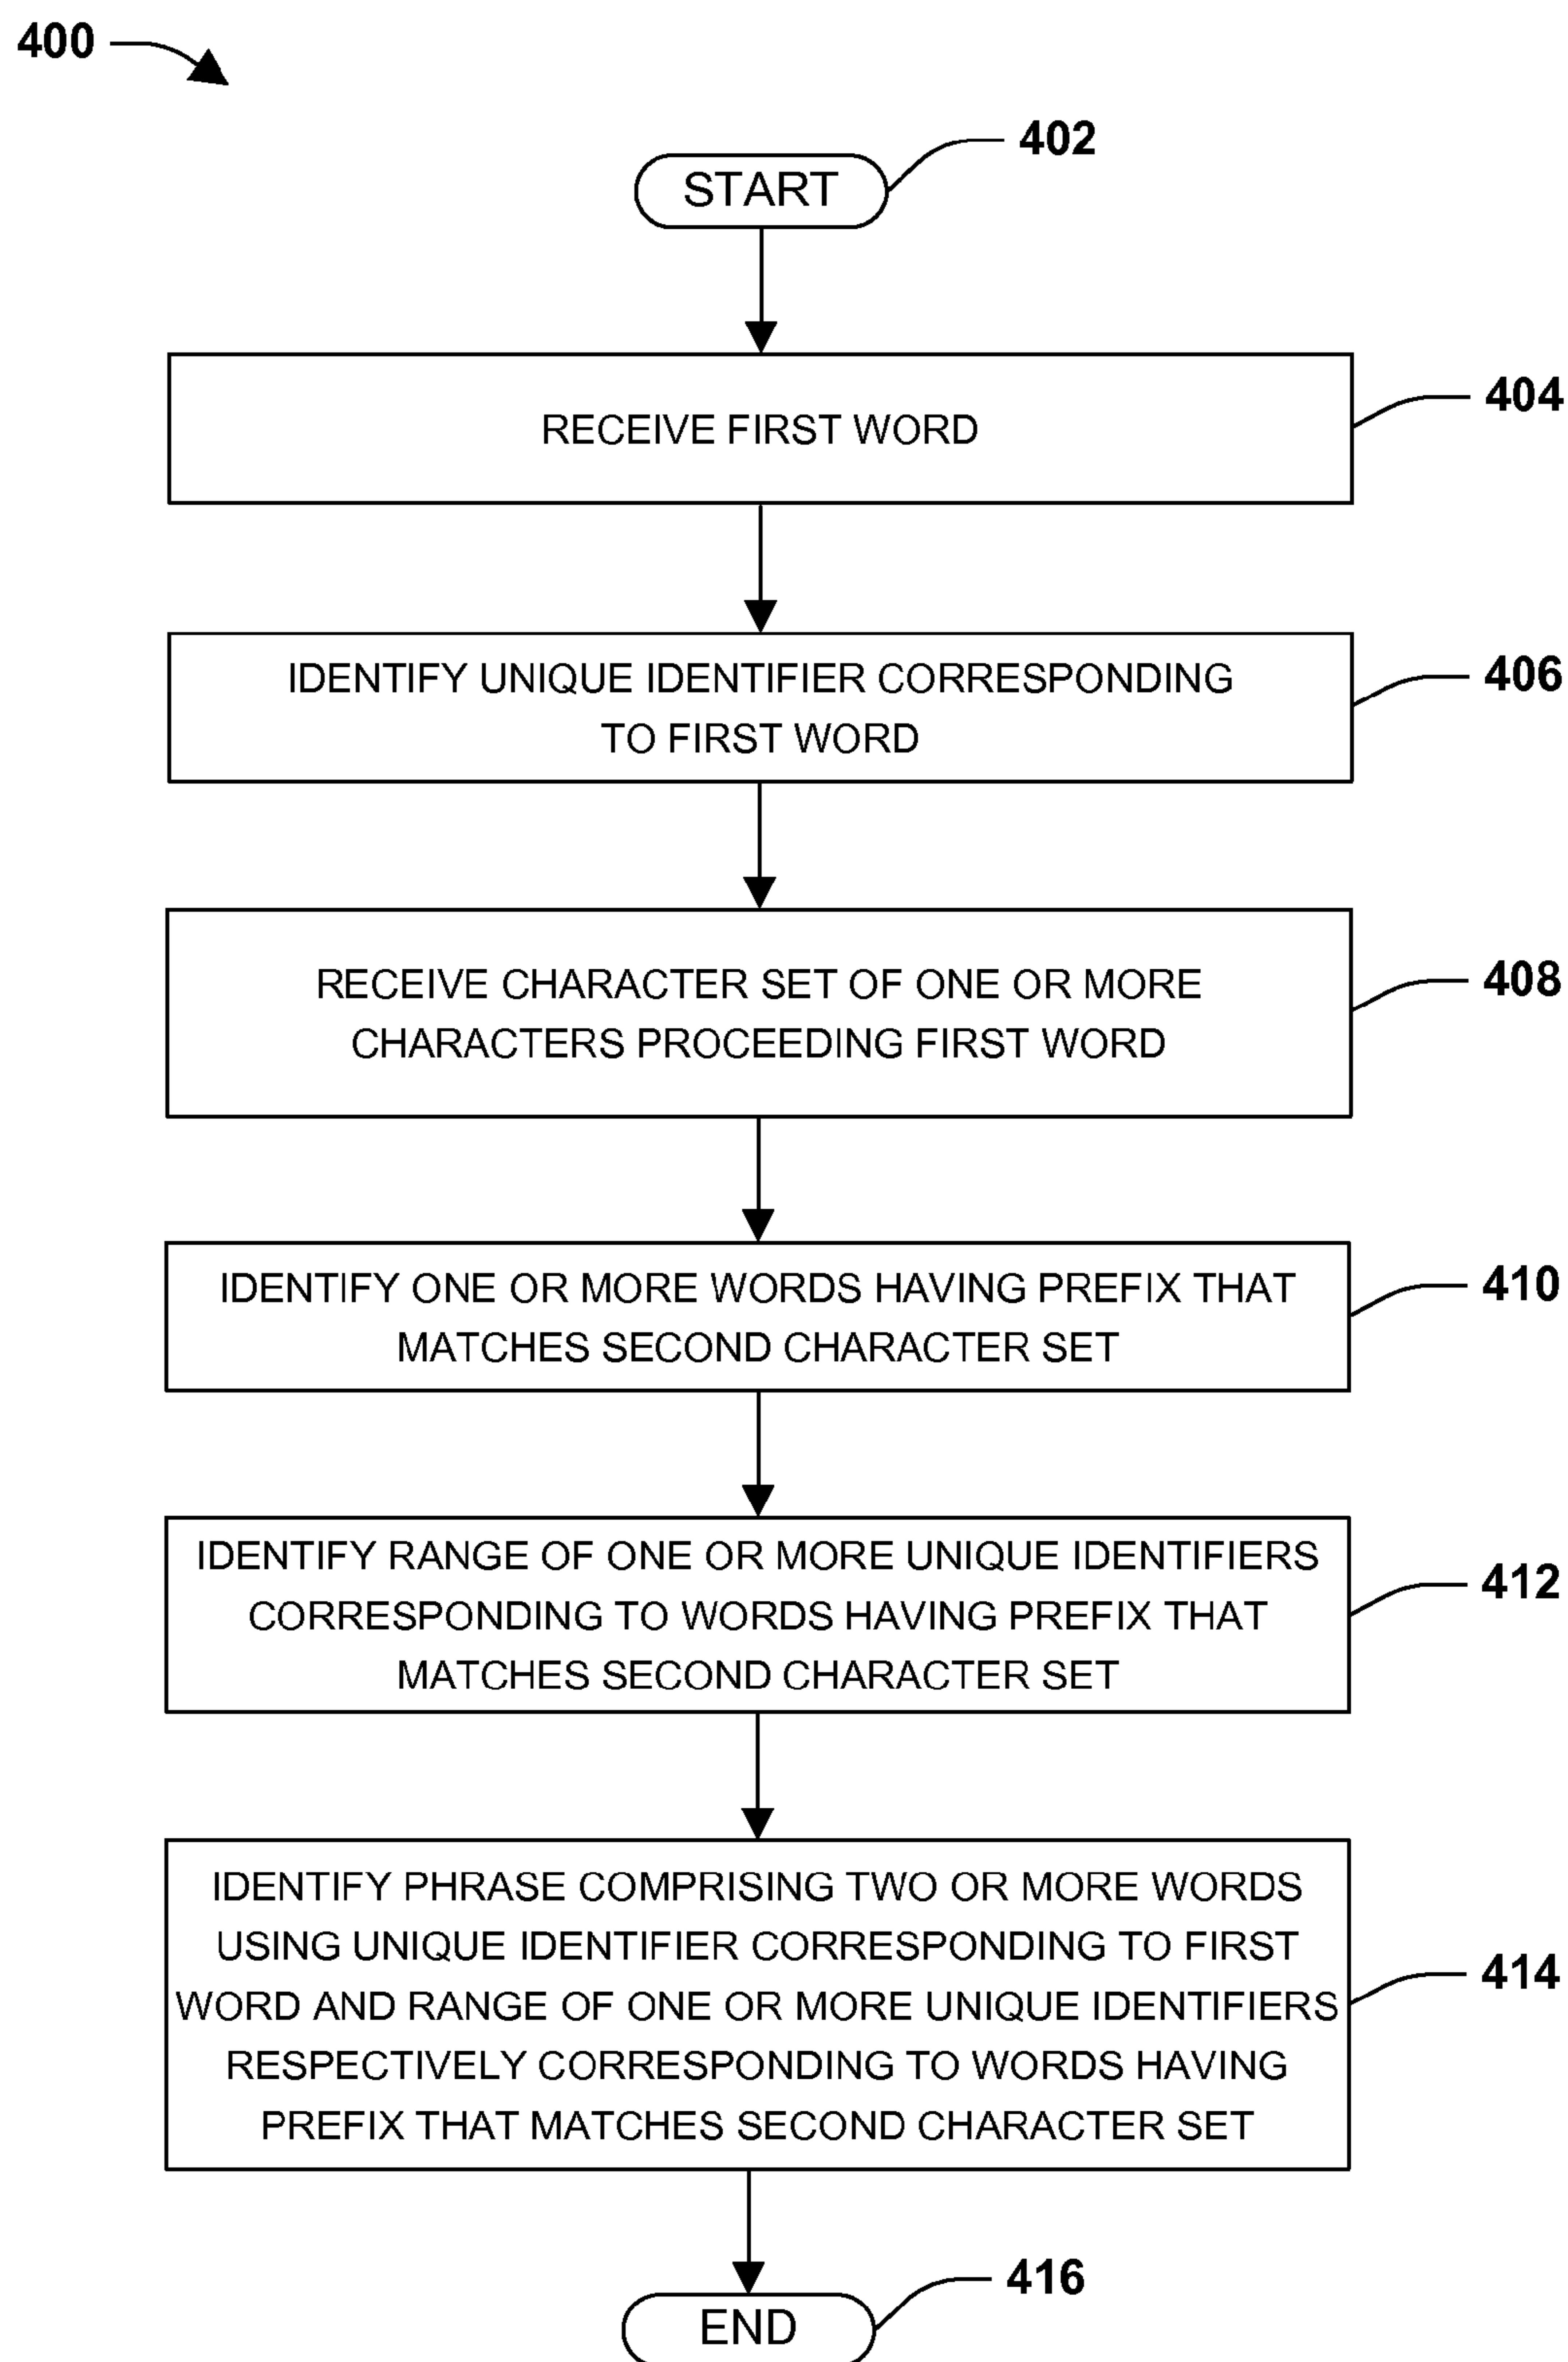 400
402
START
404
RECEIVE FIRST WORD
406
IDENTIFY UNIQUE IDENTIFIER CORRESPONDING
TO FIRST WORD
408
RECEIVE CHARACTER SET OF ONE OR MORE
CHARACTERS PROCEEDING FIRST WORD
410
IDENTIFY ONE OR MORE WORDS HAVING PREFIX THAT
MATCHES SECOND CHARACTER SET
412
IDENTIFY RANGE OF ONE OR MORE UNIQUE IDENTIFIERS
CORRESPONDING TO WORDS HAVING PREFIX THAT
MATCHES SECOND CHARACTER SET
414
IDENTIFY PHRASE COMPRISING TWO OR MORE WORDS
USING UNIQUE IDENTIFIER CORRESPONDING TO FIRST
WORD AND RANGE OF ONE OR MORE UNIQUE IDENTIFIERS
RESPECTIVELY CORRESPONDING TO WORDS HAVING
PREFIX THAT MATCHES SECOND CHARACTER SET
416
END